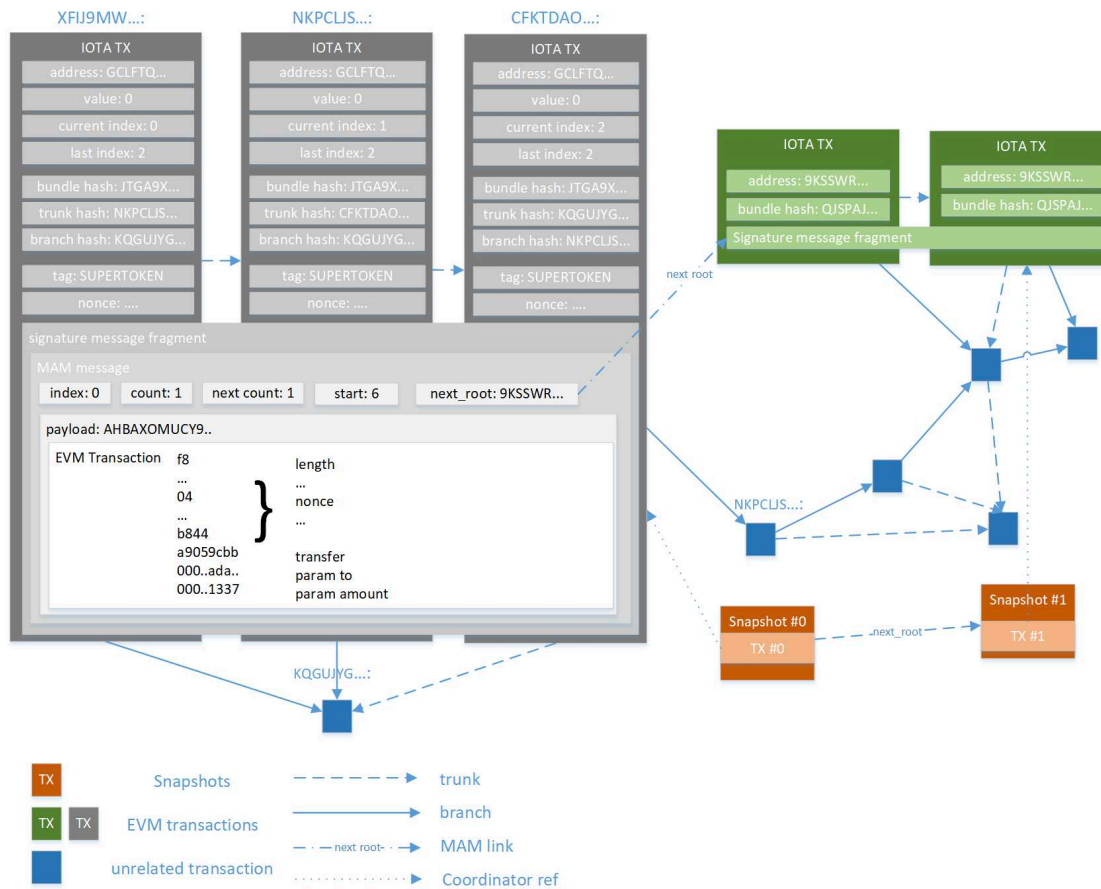 XFIJ9MW...:
NKPCLJS...:
CFKTDAO...:
IOTA TX
address: GCLFTQ...
value: 0
current index: 0
last index: 2
bundle hash: JTGA9X...
trunk hash: NKPCLJS...
branch hash: KQGUJYG...
tag: SUPERTOKEN
nonce: ....
IOTA TX
address: GCLFTQ...
value: 0
current index: 1
last index: 2
bundle hash: JTGA9X...
trunk hash: CFKTDAO...
branch hash: KQGUJYG...
tag: SUPERTOKEN
nonce: ....
IOTA TX
address: GCLFTQ...
value: 0
current index: 2
last index: 2
bundle hash: JTGA9X...
trunk hash: KQGUJYG...
branch hash: NKPCLJS...
tag: SUPERTOKEN
nonce: ....
signature message fragment
MAM message
index: 0
count: 1
next count: 1
start: 6
next_root: 9KSSWR...
payload: AHBAXOMUCY9..
EVM Transaction
f8
...
04
...
b844
a9059cbb
000..ada..
000..1337
}
length
...
nonce
...
transfer
param to
param amount
KQGUJYG...:
next root
IOTA TX
address: 9KSSWR...
bundle hash: QJSPAJ...
IOTA TX
address: 9KSSWR...
bundle hash: QJSPAJ...
Signature message fragment
NKPCLJS...:
Snapshot #0
TX #0
next_root
Snapshot #1
TX #1
TX
Snapshots
TX
TX
EVM transactions
unrelated transaction
trunk
branch
next root
MAM link
Coordinator ref